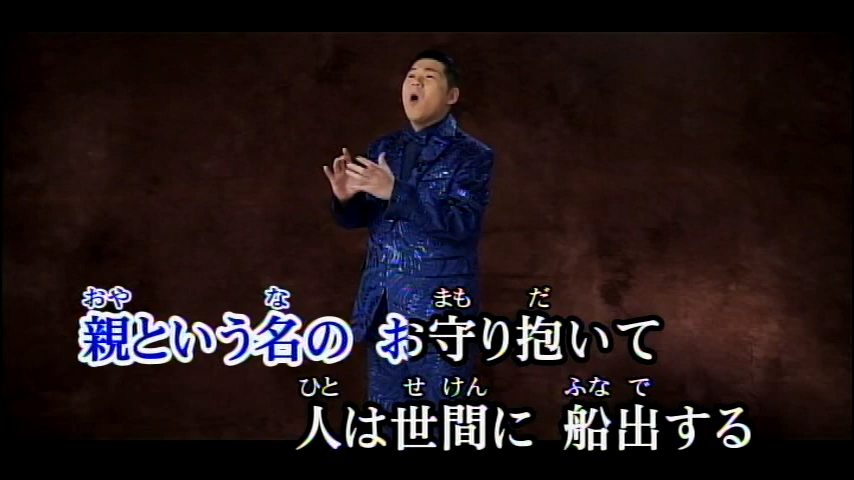 おや な まも だ
親という名の お守り抱いて
ひと せ けん ふな で
人は世間に 船出する